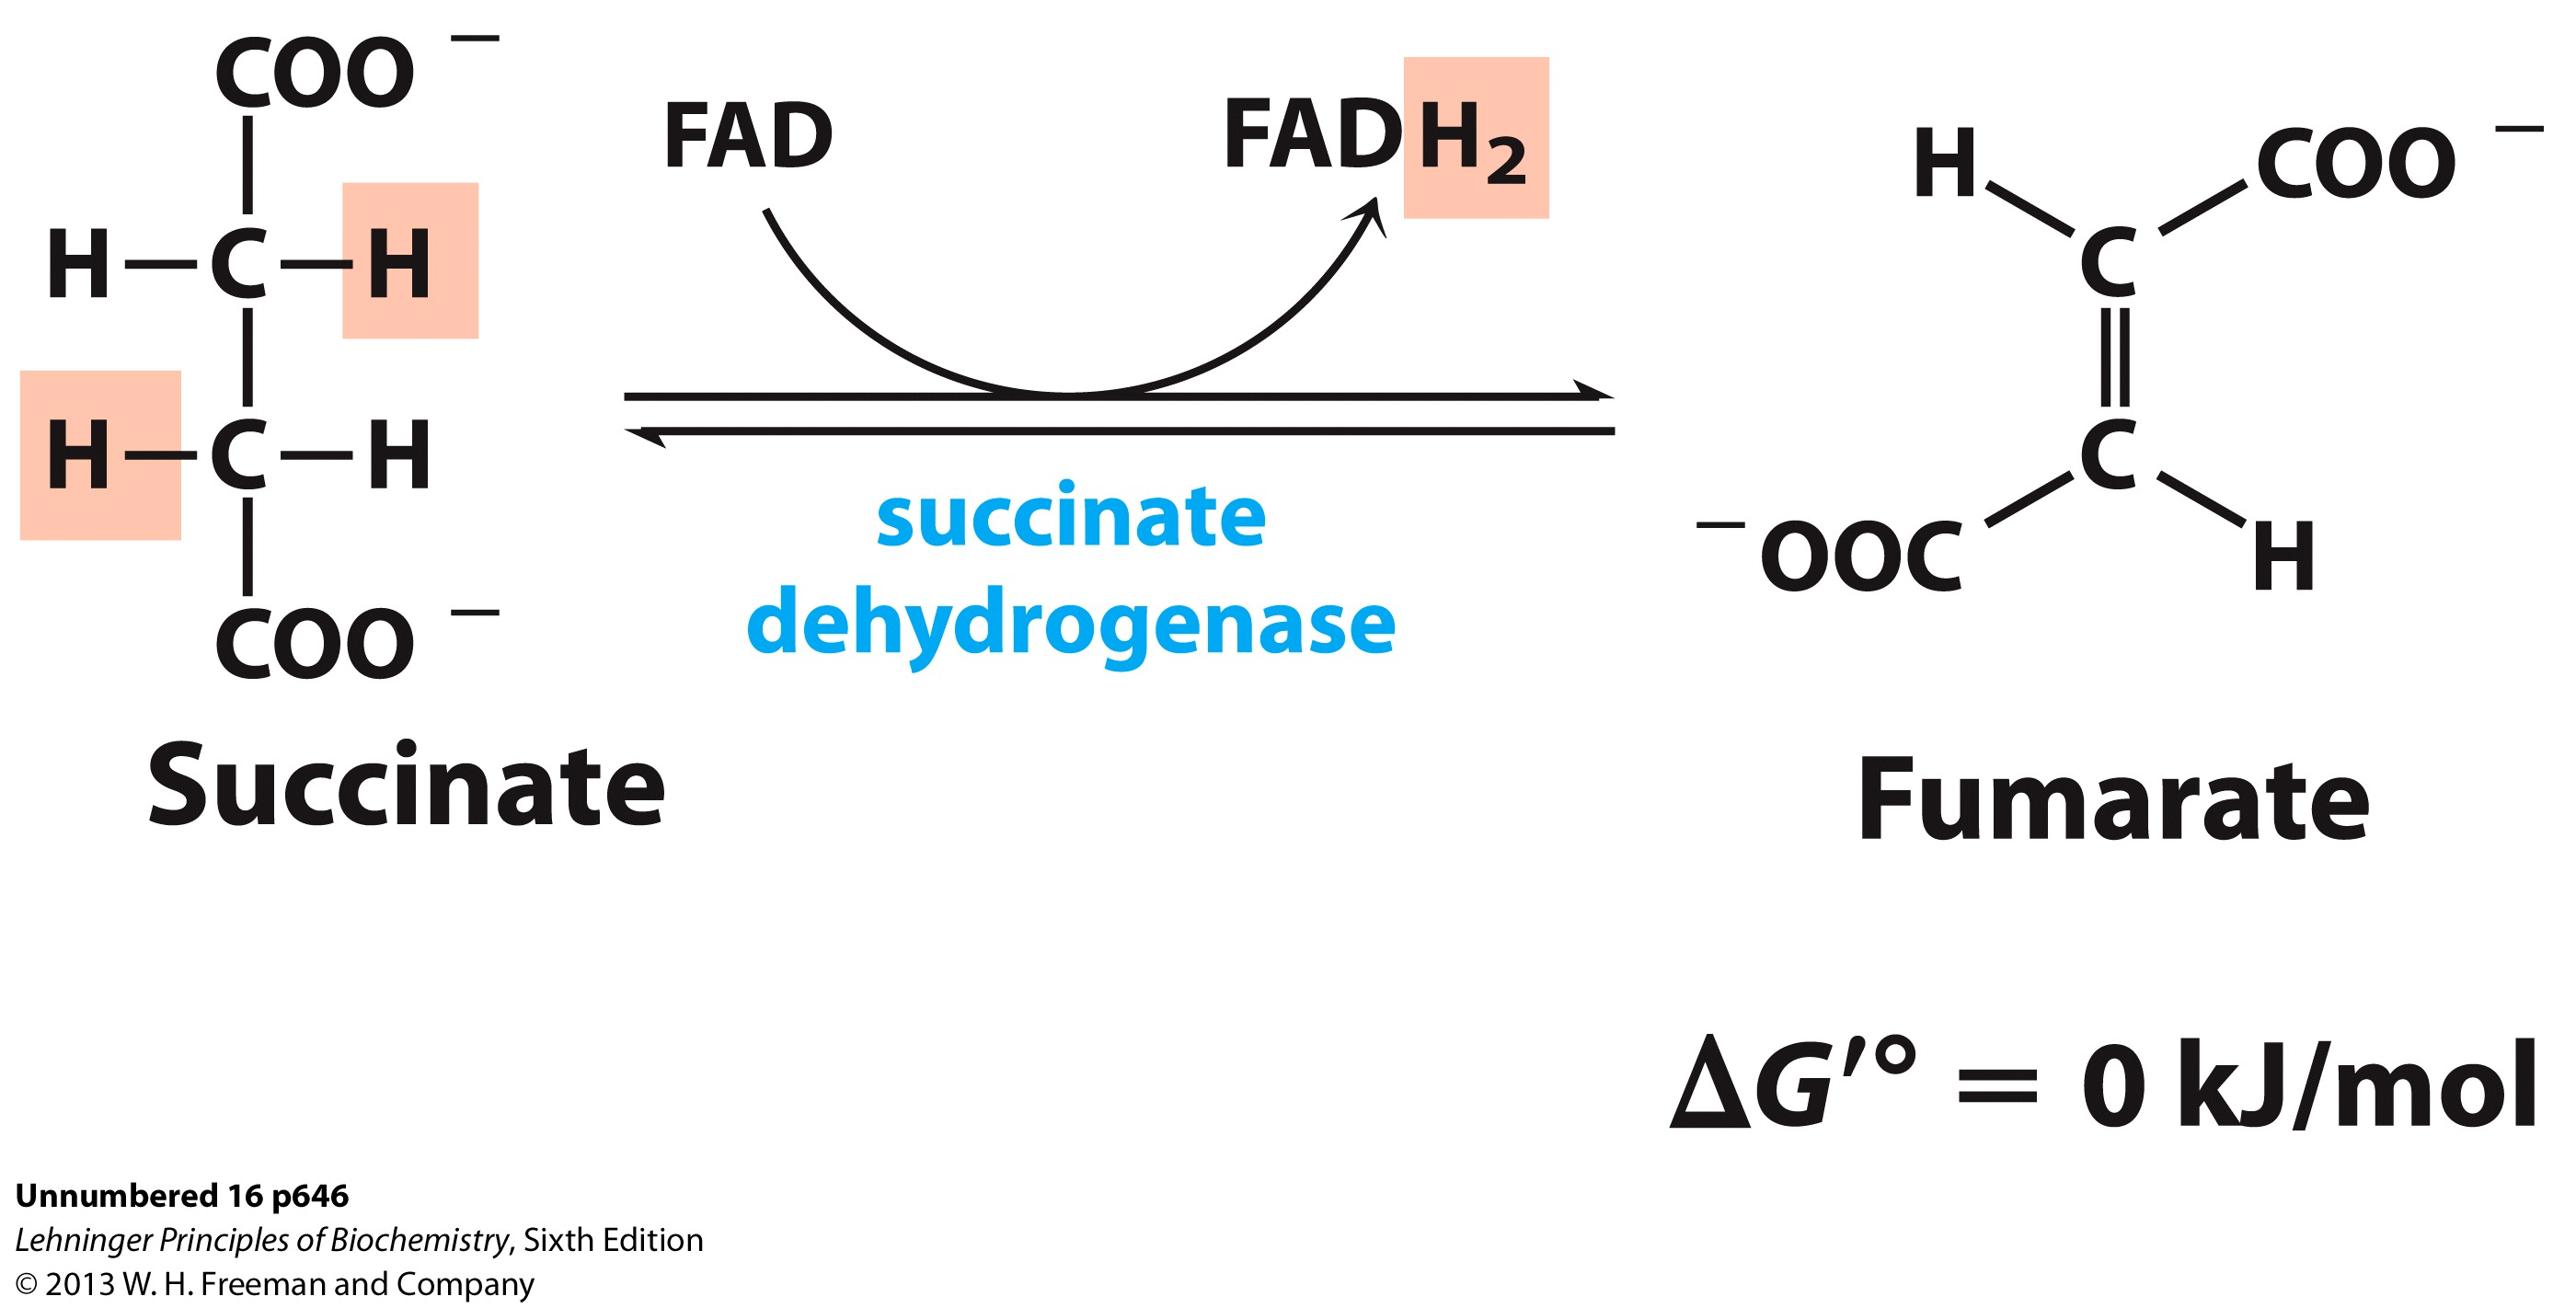 COO⁻
H—C—H
H—C—H
COO⁻
Succinate
FAD
FADH₂
succinate
dehydrogenase
H COO⁻
C
C
⁻OOC H
Fumarate
ΔG′° = 0 kJ/mol
Unnumbered 16 p646
Lehninger Principles of Biochemistry, Sixth Edition
© 2013 W. H. Freeman and Company